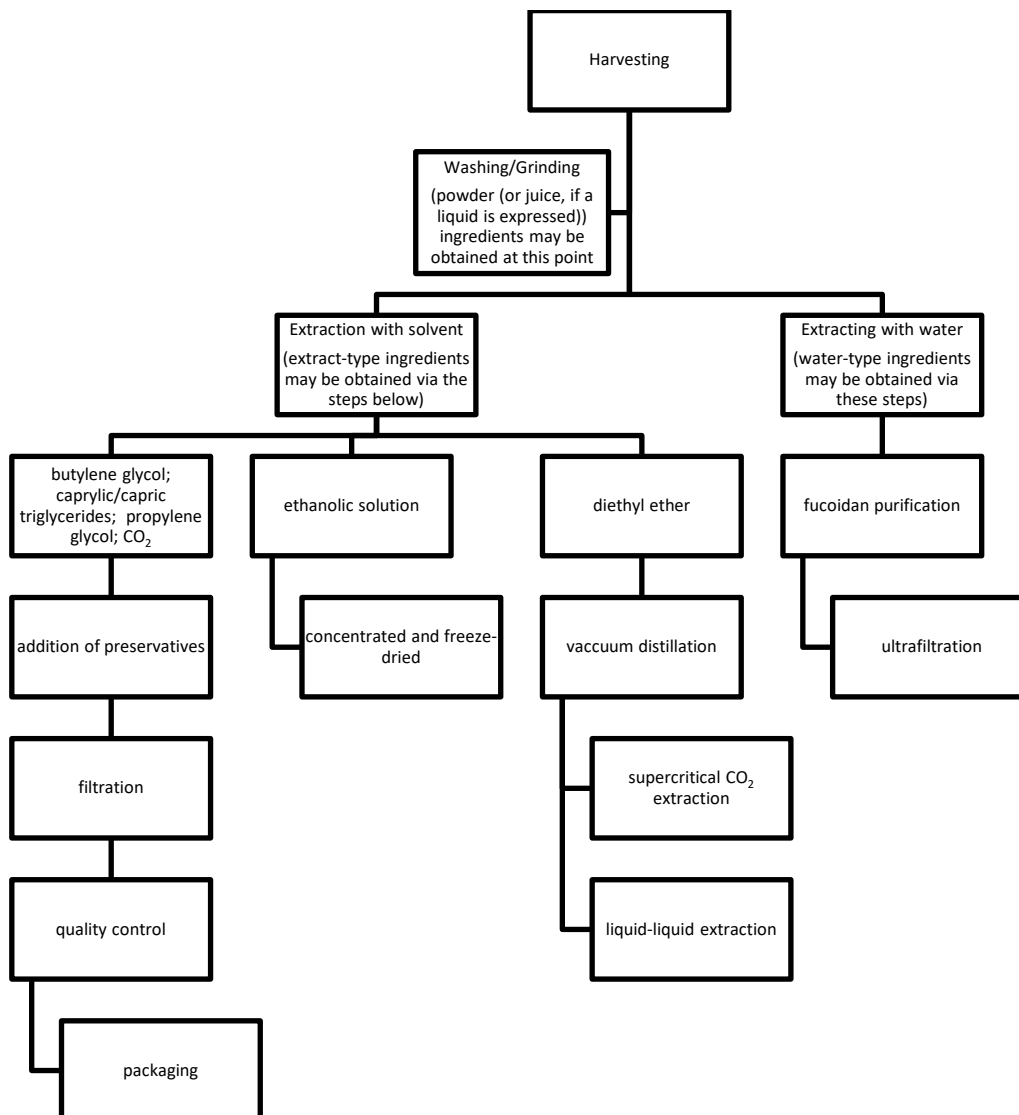 Harvesting
Washing/Grinding
(powder (or juice, if a
liquid is expressed))
ingredients may be
obtained at this point
Extraction with solvent
(extract-type ingredients
may be obtained via the
steps below)
Extracting with water
(water-type ingredients
may be obtained via
these steps)
butylene glycol;
caprylic/capric
triglycerides; propylene
glycol; CO₂
ethanolic solution
diethyl ether
fucoidan purification
addition of preservatives
concentrated and freeze-
dried
vaccuum distillation
ultrafiltration
filtration
supercritical CO₂
extraction
quality control
liquid-liquid extraction
packaging